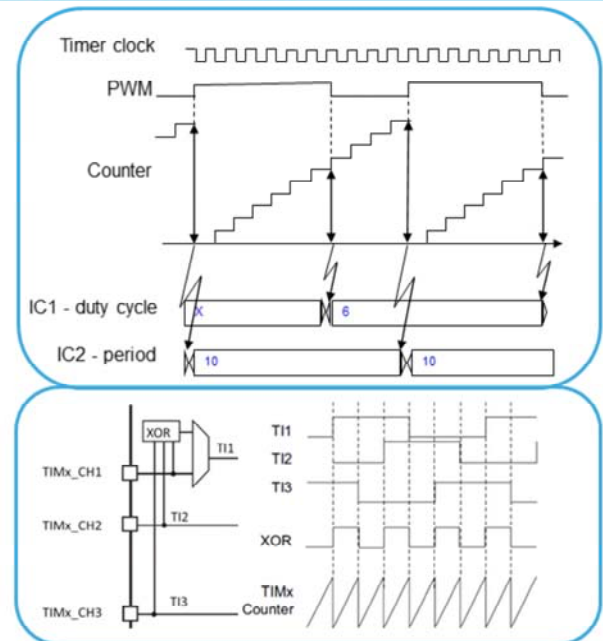 Timer clock
PWM
Counter
IC1 - duty cycle
X
6
IC2 - period
10
10
XOR
TI1
TIMx_CH1
TIMx_CH2
TI2
TIMx_CH3
TI3
TI1
TI2
TI3
XOR
TIMx
Counter